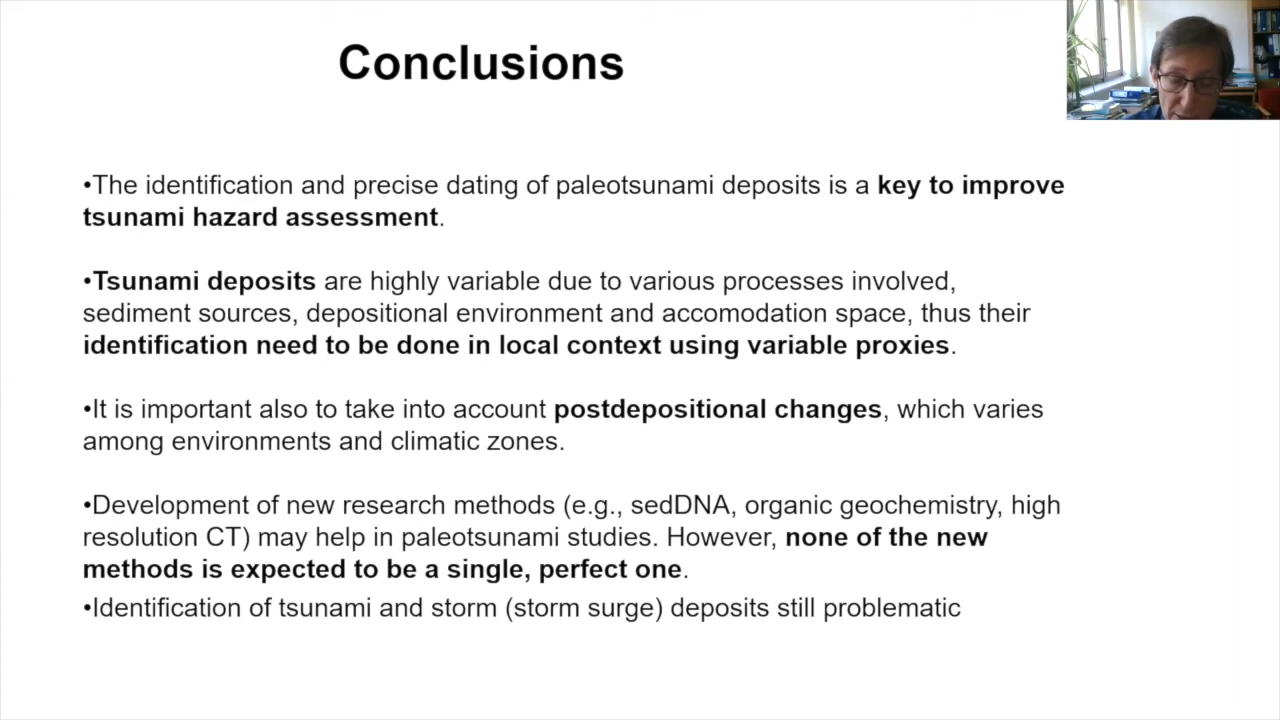 Conclusions
•The identification and precise dating of paleotsunami deposits is a key to improve
tsunami hazard assessment.
•Tsunami deposits are highly variable due to various processes involved,
sediment sources, depositional environment and accomodation space, thus their
identification need to be done in local context using variable proxies.
•It is important also to take into account postdepositional changes, which varies
among environments and climatic zones.
•Development of new research methods (e.g., sedDNA, organic geochemistry, high
resolution CT) may help in paleotsunami studies. However, none of the new
methods is expected to be a single, perfect one.
•Identification of tsunami and storm (storm surge) deposits still problematic